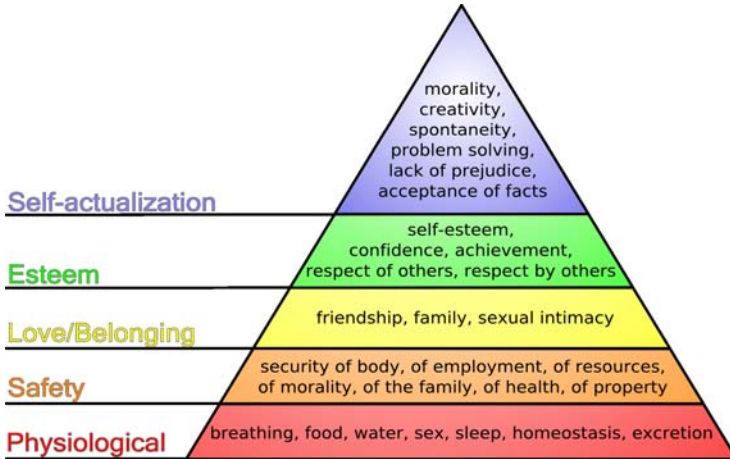 morality,
creativity,
spontaneity,
problem solving,
lack of prejudice,
acceptance of facts
Self-actualization
self-esteem,
confidence, achievement,
respect of others, respect by others
Esteem
friendship, family, sexual intimacy
Love/Belonging
security of body, of employment, of resources,
of morality, of the family, of health, of property
Safety
breathing, food, water, sex, sleep, homeostasis, excretion
Physiological